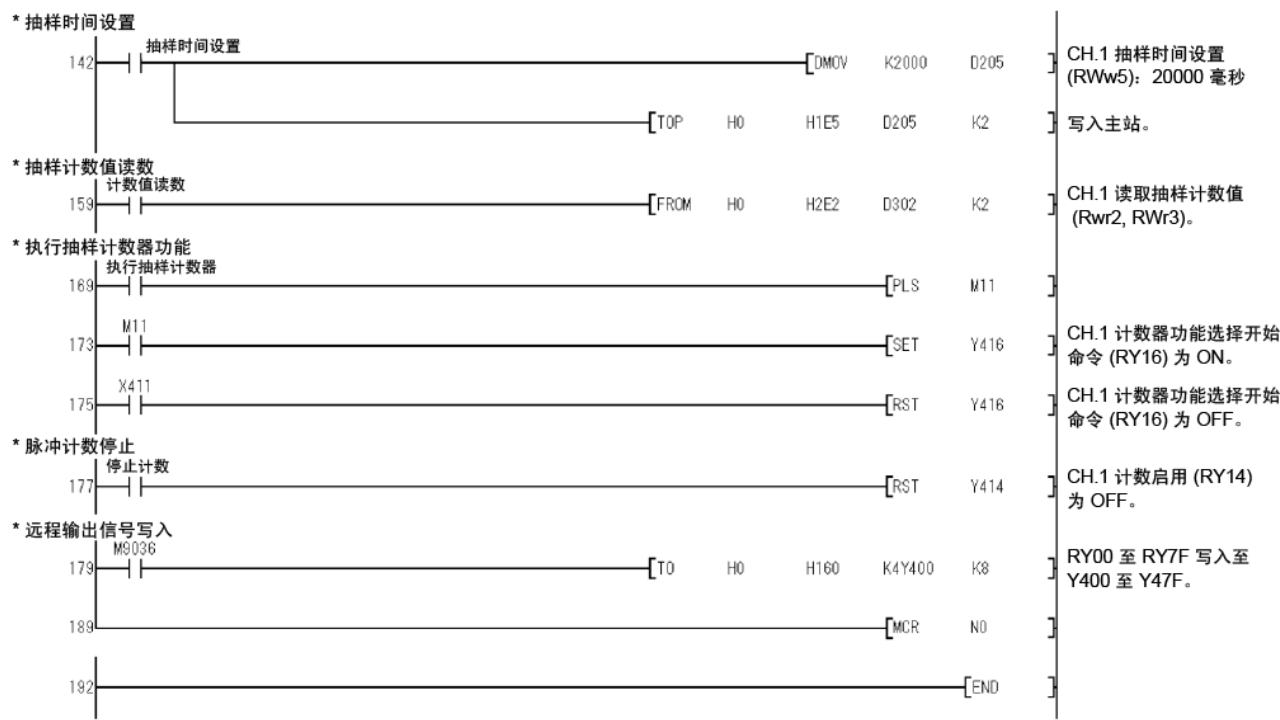 * 抽样时间设置
抽样时间设置
142 DMOV K2000 D205 CH.1 抽样时间设置
(RWw5)：20000 毫秒
TOP H0 H1E5 D205 K2 写入主站。
* 抽样计数值读数
计数值读数
159 FROM H0 H2E2 D302 K2 CH.1 读取抽样计数值
(Rwr2, RWr3)。
* 执行抽样计数器功能
执行抽样计数器
169 PLS M11
M11
173 SET Y416 CH.1 计数器功能选择开始
命令 (RY16) 为 ON。
X411
175 RST Y416 CH.1 计数器功能选择开始
命令 (RY16) 为 OFF。
* 脉冲计数停止
停止计数
177 RST Y414 CH.1 计数启用 (RY14)
为 OFF。
* 远程输出信号写入
M9036
179 TO H0 H160 K4Y400 K8 RY00 至 RY7F 写入至
Y400 至 Y47F。
189 MCR N0
192 END